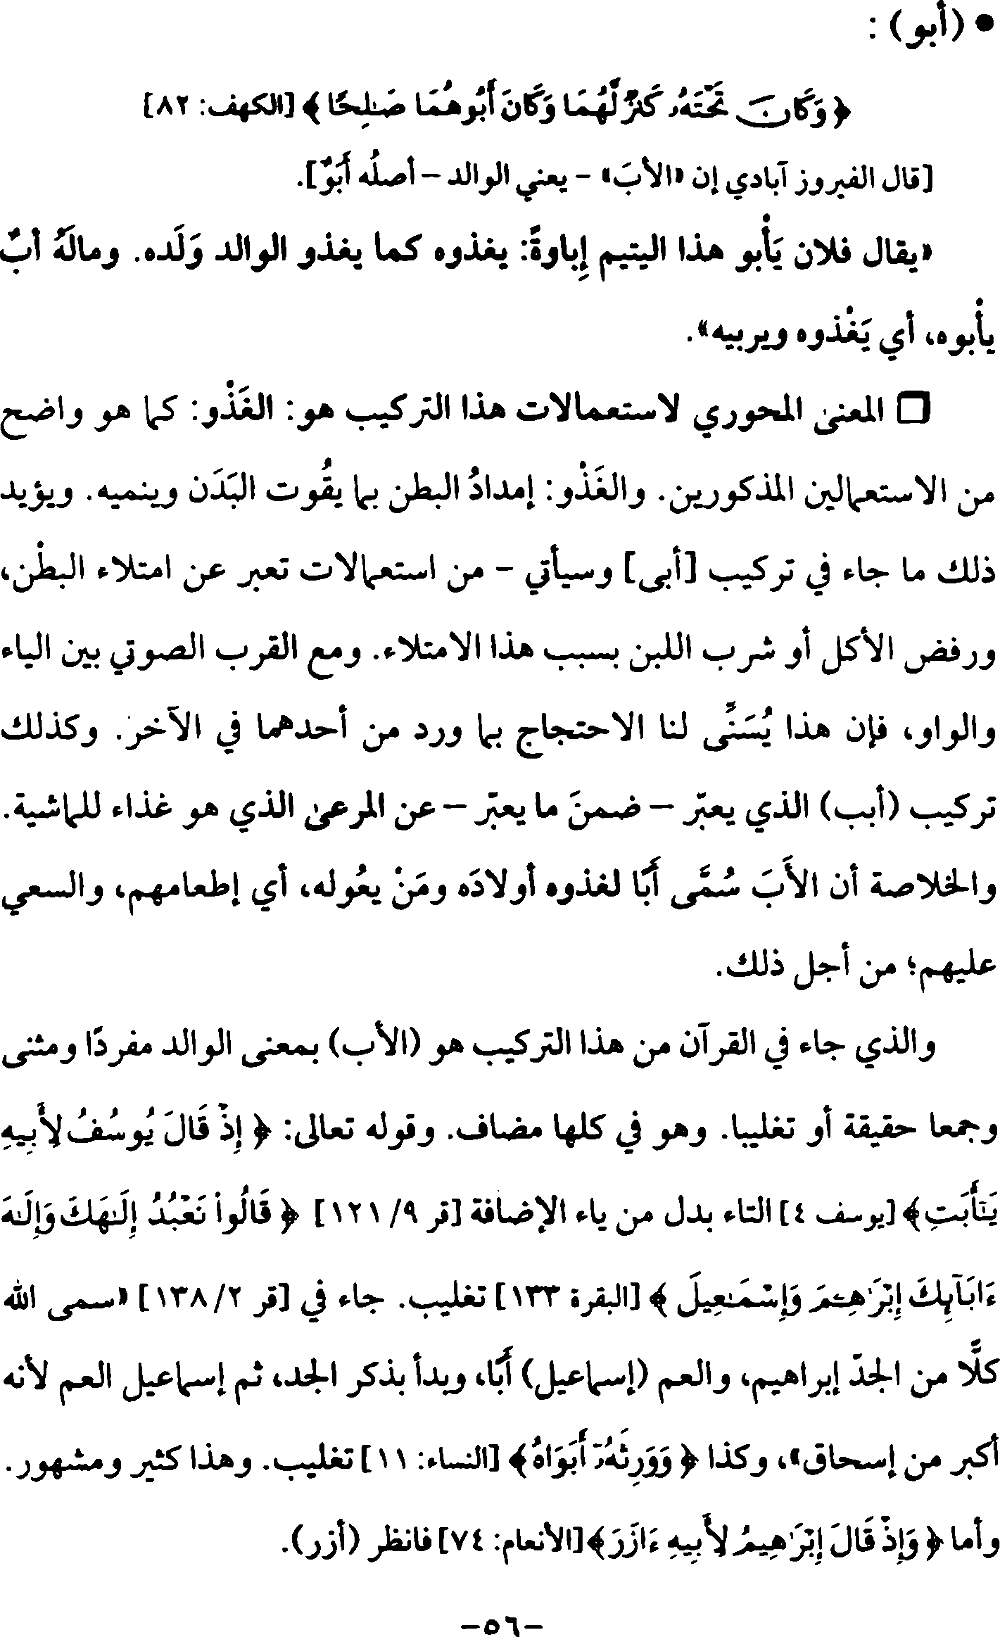 • (أبو) :
﴿ وَكَانَ تَحْتَهُۥ كَنزٌ لَّهُمَا وَكَانَ أَبُوهُمَا صَـٰلِحًا ﴾ [الكهف: ٨٢]
[قال الفيروز آبادي إن «الأبَ» - يعني الوالد - أصلُه أَبَوٌ].
«يقال فلان يَأْبو هذا اليتيم إِباوةً: يغذوه كما يغذو الوالد وَلَده. ومالَهُ أبٌ
يأْبوه، أي يَغْذوه ويربيه».
□ المعنىٰ المحوري لاستعمالات هذا التركيب هو: الغَذْو: كما هو واضح
من الاستعمالين المذكورين. والغَذْو: إمدادُ البطن بما يقُوت البَدَن وينميه. ويؤيد
ذلك ما جاء في تركيب [أبى] وسيأتي - من استعمالات تعبر عن امتلاء البطْن،
ورفض الأكل أو شرب اللبن بسبب هذا الامتلاء. ومع القرب الصوتي بين الياء
والواو، فإن هذا يُسَنِّى لنا الاحتجاج بما ورد من أحدهما في الآخر. وكذلك
تركيب (أبب) الذي يعبّر – ضمنَ ما يعبّر – عن المرعىٰ الذي هو غذاء للماشية.
والخلاصة أن الأَبَ سُمَّى أَبًا لغذوه أولادَه ومَنْ يعُوله، أي إطعامهم، والسعي
عليهم؛ من أجل ذلك.
والذي جاء في القرآن من هذا التركيب هو (الأب) بمعنى الوالد مفردًا ومثنى
وجمعا حقيقة أو تغليبا. وهو في كلها مضاف. وقوله تعالى: ﴿ إِذْ قَالَ يُوسُفُ لِأَبِيهِ
يَـٰٓأَبَتِ ﴾ [يوسف ٤] التاء بدل من ياء الإضافة [قر ٩/ ١٢١] ﴿ قَالُوا۟ نَعْبُدُ إِلَـٰهَكَ وَإِلَـٰهَ
ءَابَآئِكَ إِبْرَٰهِـۧمَ وَإِسْمَـٰعِيلَ ﴾ [البقرة ١٣٣] تغليب. جاء في [قر ٢/ ١٣٨] «سمى الله
كلًّا من الجدّ إبراهيم، والعم (إسماعيل) أَبًا، وبدأ بذكر الجد، ثم إسماعيل العم لأنه
أكبر من إسحاق»، وكذا ﴿ وَوَرِثَهُۥٓ أَبَوَاهُ ﴾ [النساء: ١١] تغليب. وهذا كثير ومشهور.
وأما ﴿ وَإِذْ قَالَ إِبْرَٰهِيمُ لِأَبِيهِ ءَازَرَ ﴾ [الأنعام: ٧٤] فانظر (أزر).
-٥٦-